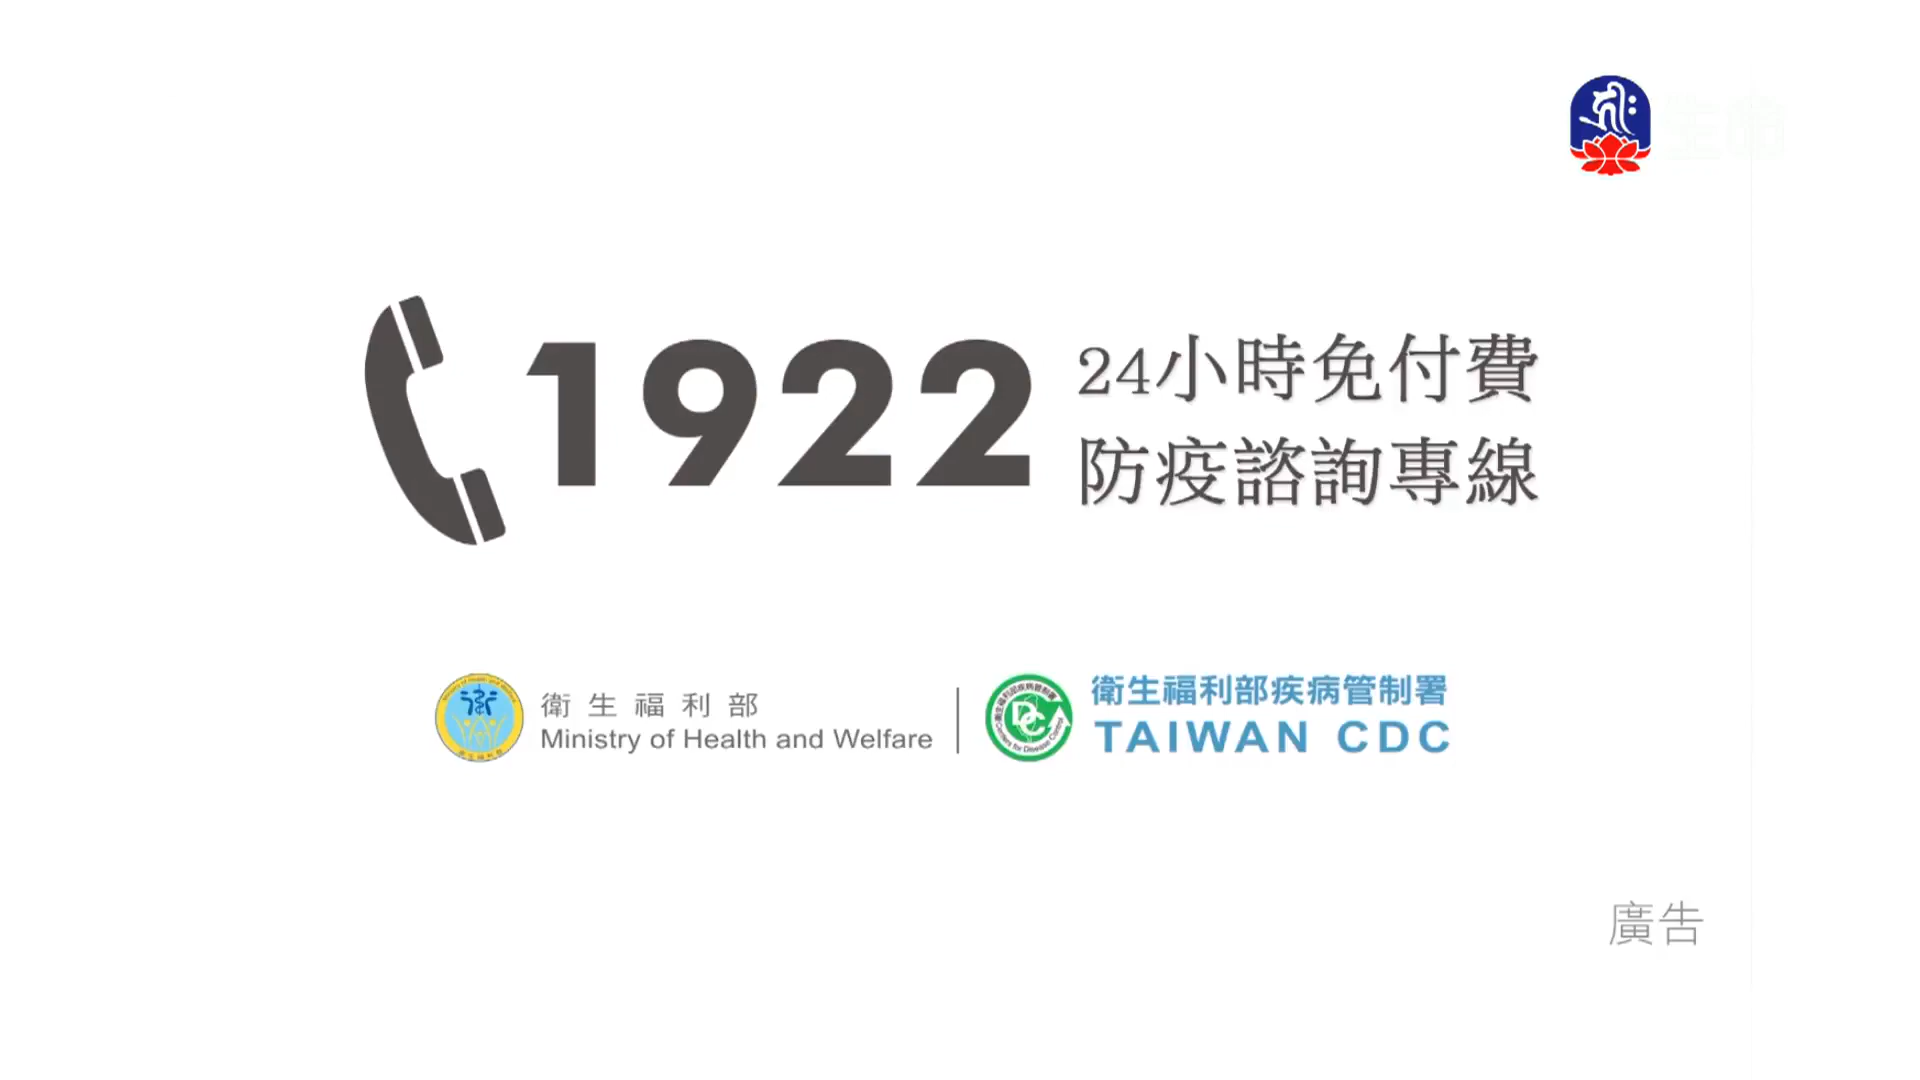 1922
24小時免付費
防疫諮詢專線
衛生福利部
Ministry of Health and Welfare
衛生福利部疾病管制署
TAIWAN CDC
廣告